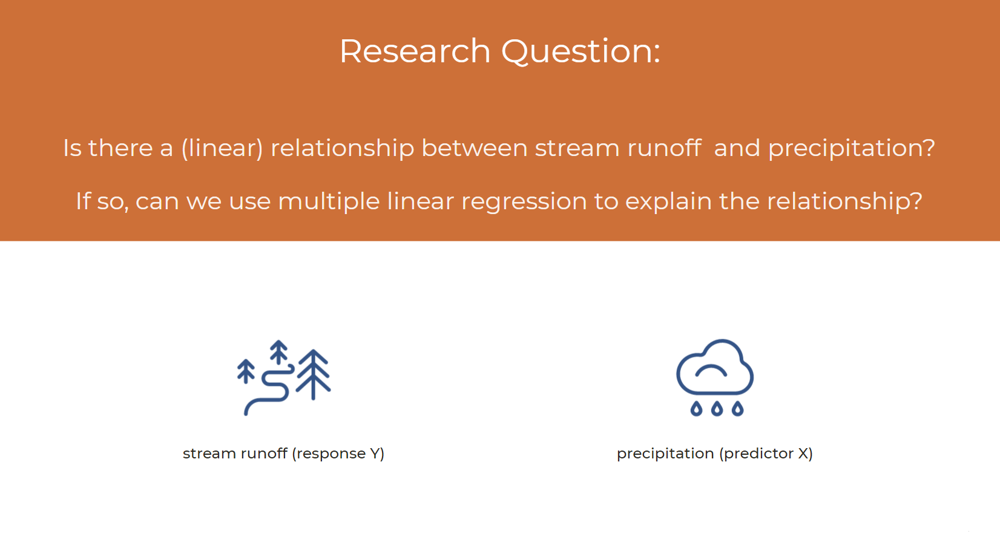 Research Question:
Is there a (linear) relationship between stream runoff  and precipitation?
If so, can we use multiple linear regression to explain the relationship?
stream runoff (response Y)
precipitation (predictor X)